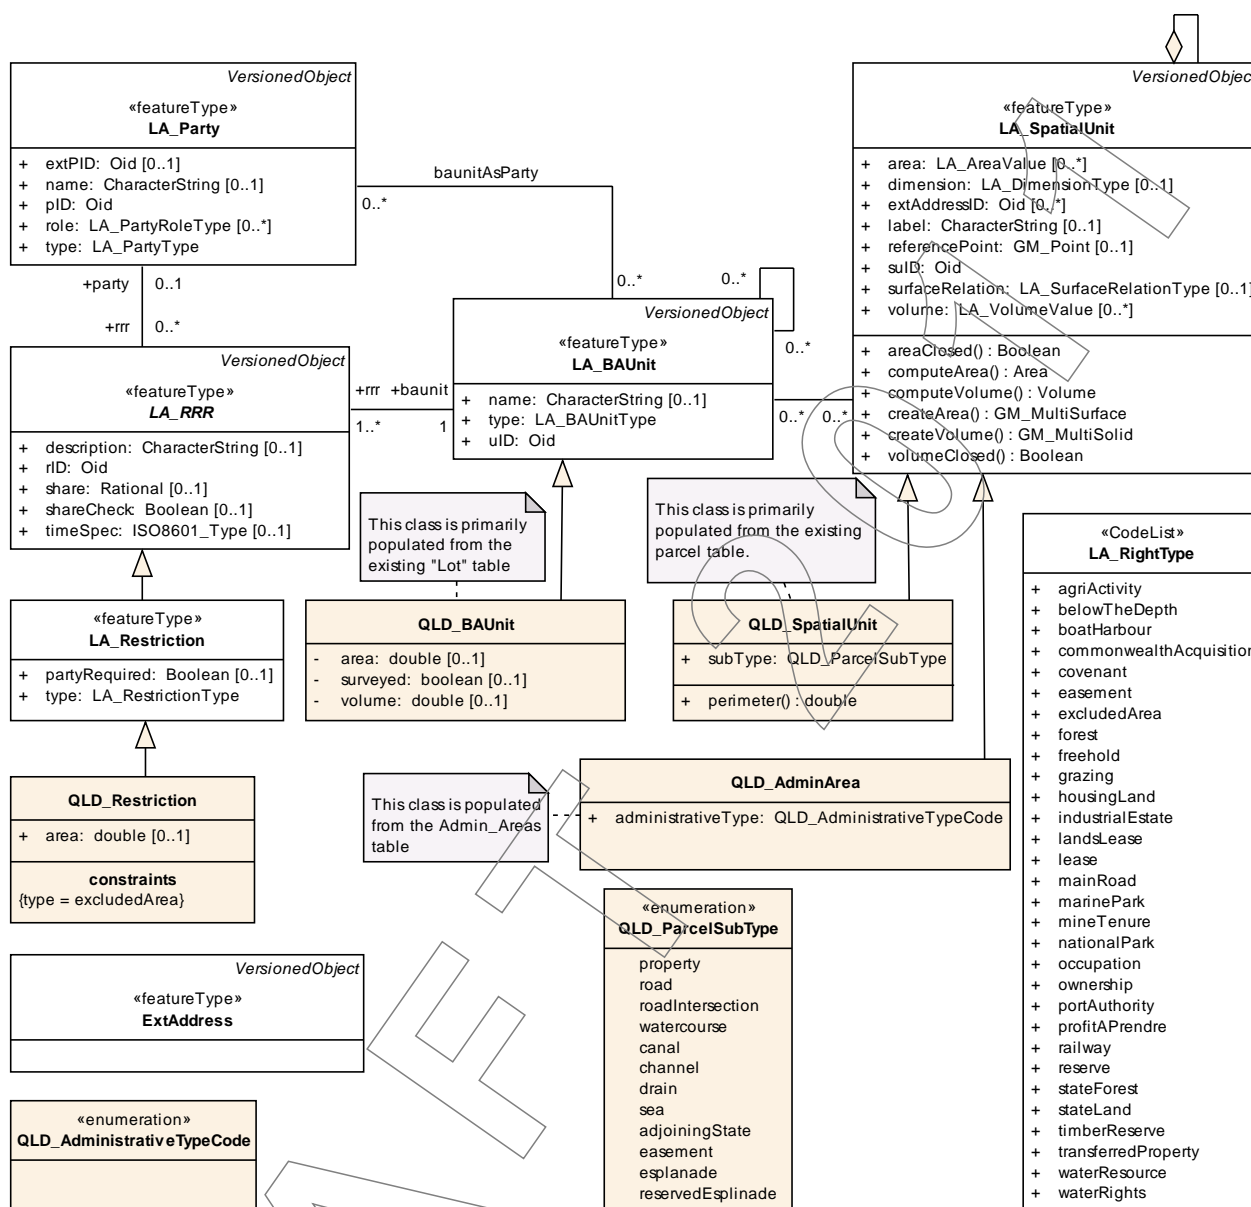 VersionedObject
«featureType»
LA_Party
+ extPID: Oid [0..1]
+ name: CharacterString [0..1]
+ pID: Oid
+ role: LA_PartyRoleType [0..*]
+ type: LA_PartyType
baunitAsParty
0..*
0..*
+party 0..1
+rrr 0..*
VersionedObject
«featureType»
LA_RRR
+ description: CharacterString [0..1]
+ rID: Oid
+ share: Rational [0..1]
+ shareCheck: Boolean [0..1]
+ timeSpec: ISO8601_Type [0..1]
+rrr +baunit
1..* 1
0..*
0..*
VersionedObject
«featureType»
LA_BAUnit
+ name: CharacterString [0..1]
+ type: LA_BAUnitType
+ uID: Oid
0..* 0..*
VersionedObjec
«featureType»
LA_SpatialUnit
+ area: LA_AreaValue [0..*]
+ dimension: LA_DimensionType [0..1]
+ extAddressID: Oid [0..*]
+ label: CharacterString [0..1]
+ referencePoint: GM_Point [0..1]
+ suID: Oid
+ surfaceRelation: LA_SurfaceRelationType [0..1]
+ volume: LA_VolumeValue [0..*]
+ areaClosed() : Boolean
+ computeArea() : Area
+ computeVolume() : Volume
+ createArea() : GM_MultiSurface
+ createVolume() : GM_MultiSolid
+ volumeClosed() : Boolean
This class is primarily
populated from the
existing "Lot" table
This class is primarily
populated from the existing
parcel table.
«featureType»
LA_Restriction
+ partyRequired: Boolean [0..1]
+ type: LA_RestrictionType
QLD_BAUnit
- area: double [0..1]
- surveyed: boolean [0..1]
- volume: double [0..1]
QLD_SpatialUnit
+ subType: QLD_ParcelSubType
+ perimeter() : double
QLD_Restriction
+ area: double [0..1]
constraints
{type = excludedArea}
This class is populated
from the Admin_Areas
table
QLD_AdminArea
+ administrativeType: QLD_AdministrativeTypeCode
VersionedObject
«featureType»
ExtAddress
«enumeration»
QLD_AdministrativeTypeCode
«enumeration»
QLD_ParcelSubType
property
road
roadIntersection
watercourse
canal
channel
drain
sea
adjoiningState
easement
esplanade
reservedEsplinade
«CodeList»
LA_RightType
+ agriActivity
+ belowTheDepth
+ boatHarbour
+ commonwealthAcquisition
+ covenant
+ easement
+ excludedArea
+ forest
+ freehold
+ grazing
+ housingLand
+ industrialEstate
+ landsLease
+ lease
+ mainRoad
+ marinePark
+ mineTenure
+ nationalPark
+ occupation
+ ownership
+ portAuthority
+ profitAPrendre
+ railway
+ reserve
+ stateForest
+ stateLand
+ timberReserve
+ transferredProperty
+ waterResource
+ waterRights